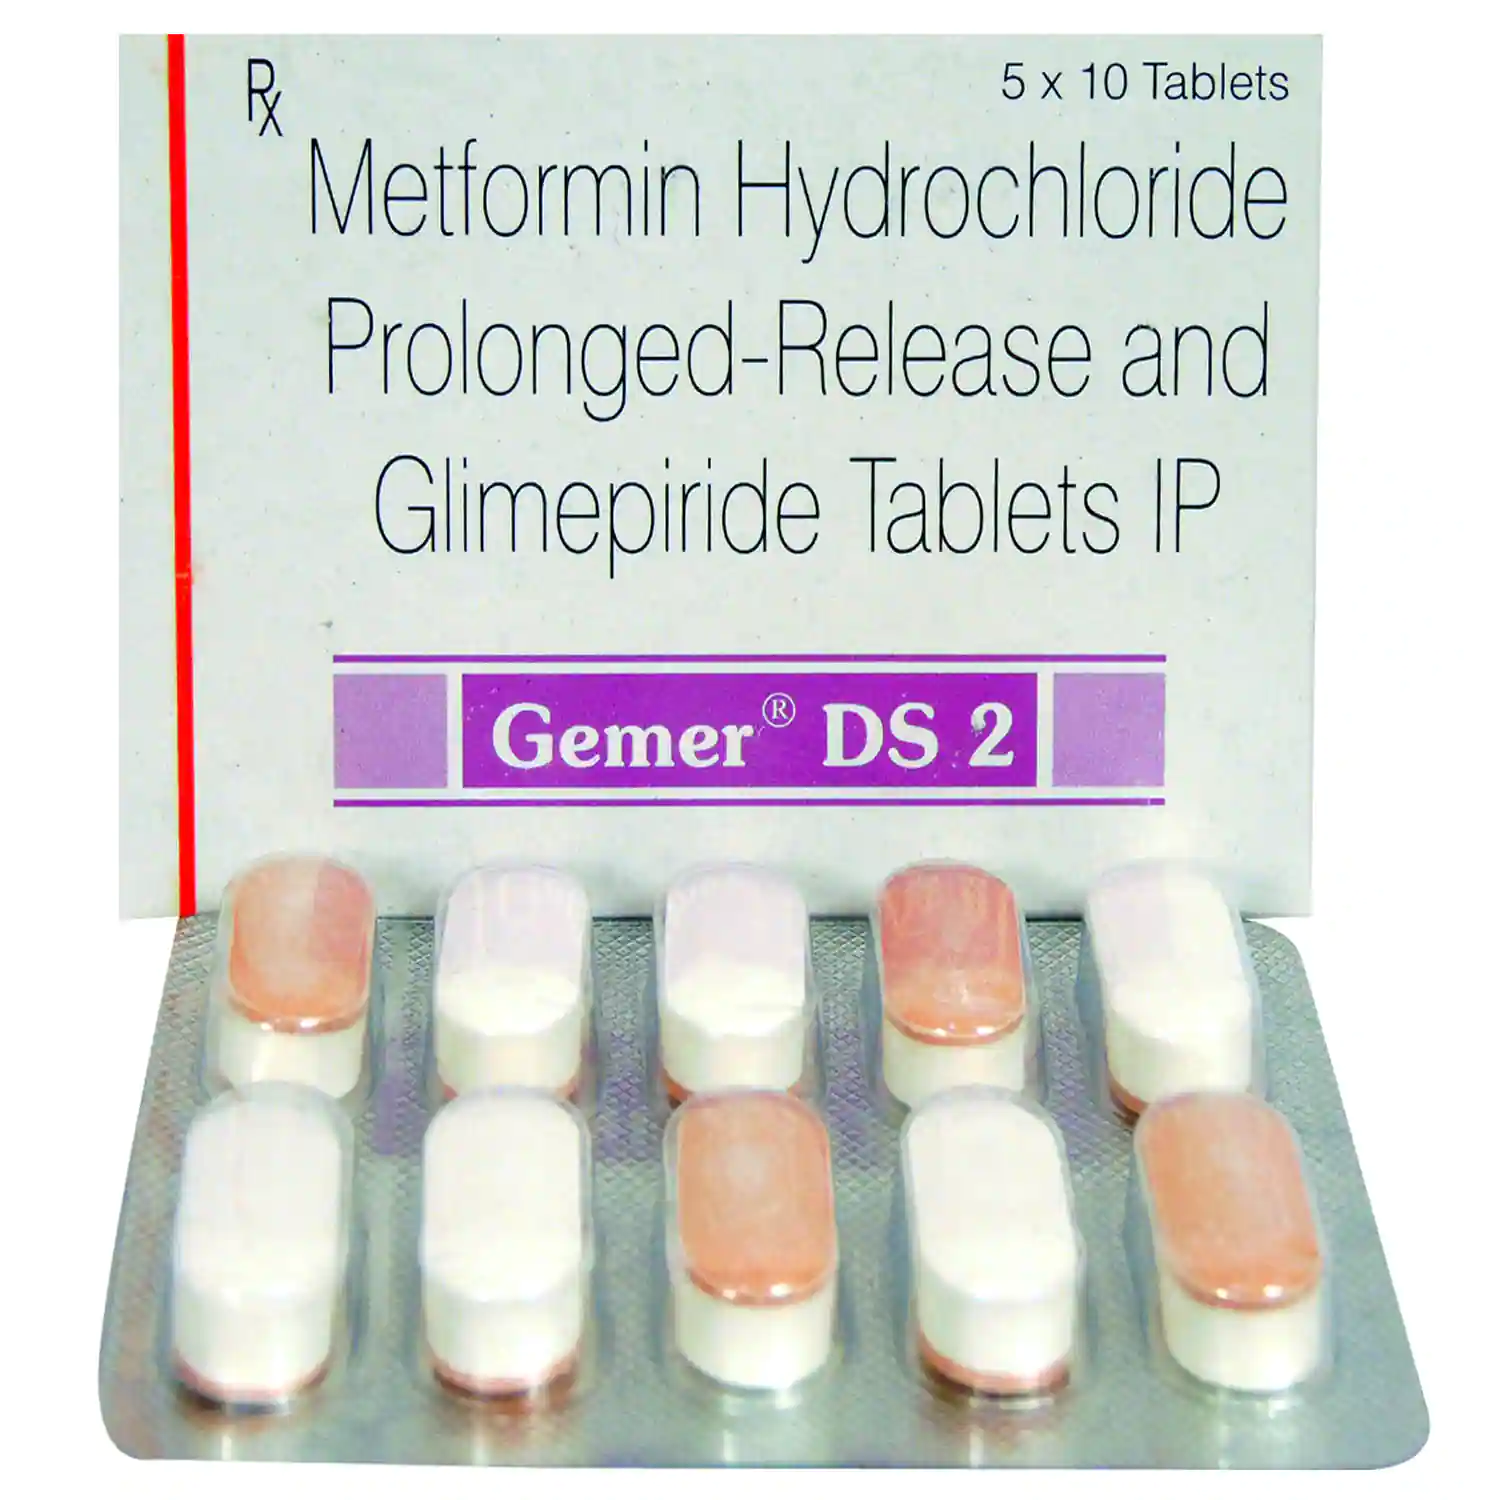 Rx
5 x 10 Tablets
Metformin Hydrochloride
Prolonged-Release and
Glimepiride Tablets IP
Gemer® DS 2